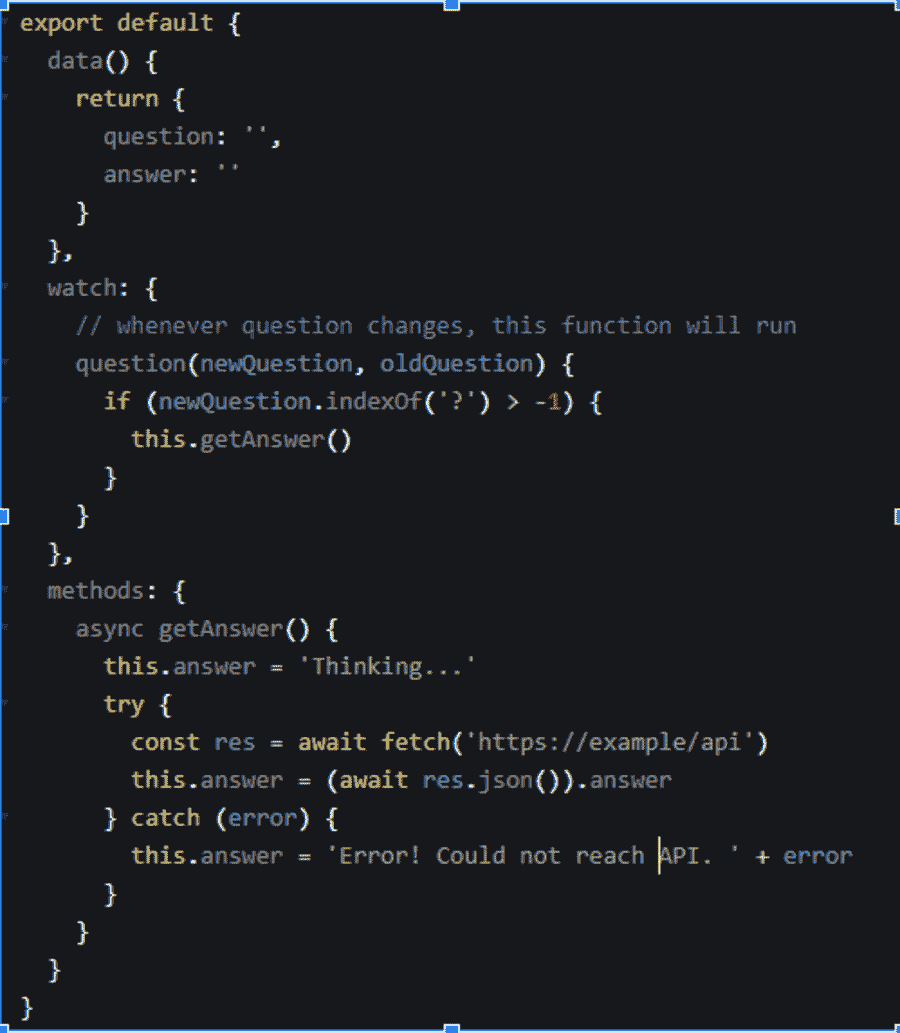 export default {
  data() {
    return {
      question: '',
      answer: ''
    }
  },
  watch: {
    // whenever question changes, this function will run
    question(newQuestion, oldQuestion) {
      if (newQuestion.indexOf('?') > -1) {
        this.getAnswer()
      }
    }
  },
  methods: {
    async getAnswer() {
      this.answer = 'Thinking...'
      try {
        const res = await fetch('https://example/api')
        this.answer = (await res.json()).answer
      } catch (error) {
        this.answer = 'Error! Could not reach API. ' + error
      }
    }
  }
}